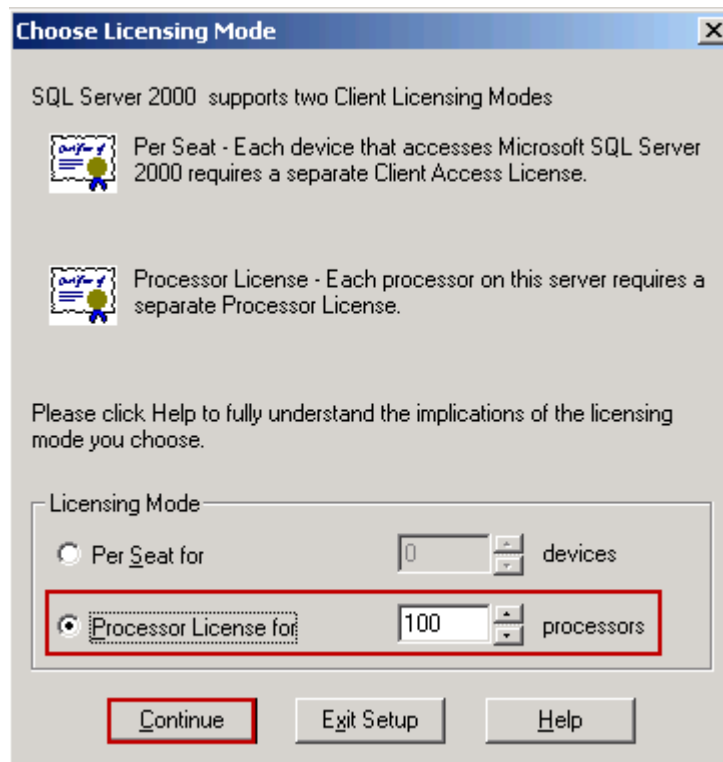 Choose Licensing Mode
SQL Server 2000 supports two Client Licensing Modes
Per Seat - Each device that accesses Microsoft SQL Server
2000 requires a separate Client Access License.
Processor License - Each processor on this server requires a
separate Processor License.
Please click Help to fully understand the implications of the licensing
mode you choose.
Licensing Mode
Per Seat for 0 devices
Processor License for 100 processors
Continue Exit Setup Help